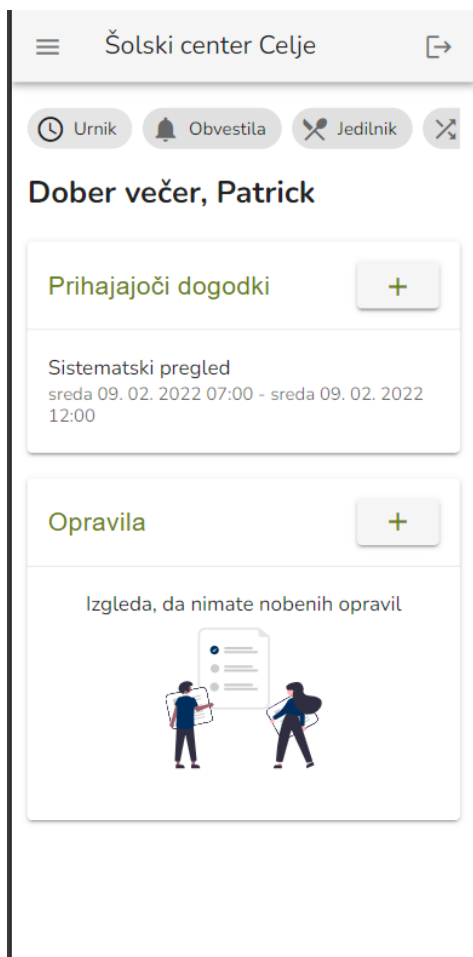 Šolski center Celje
Urnik
Obvestila
Jedilnik
Dober večer, Patrick
Prihajajoči dogodki
+
Sistematski pregled
sreda 09. 02. 2022 07:00 - sreda 09. 02. 2022
12:00
Opravila
+
Izgleda, da nimate nobenih opravil